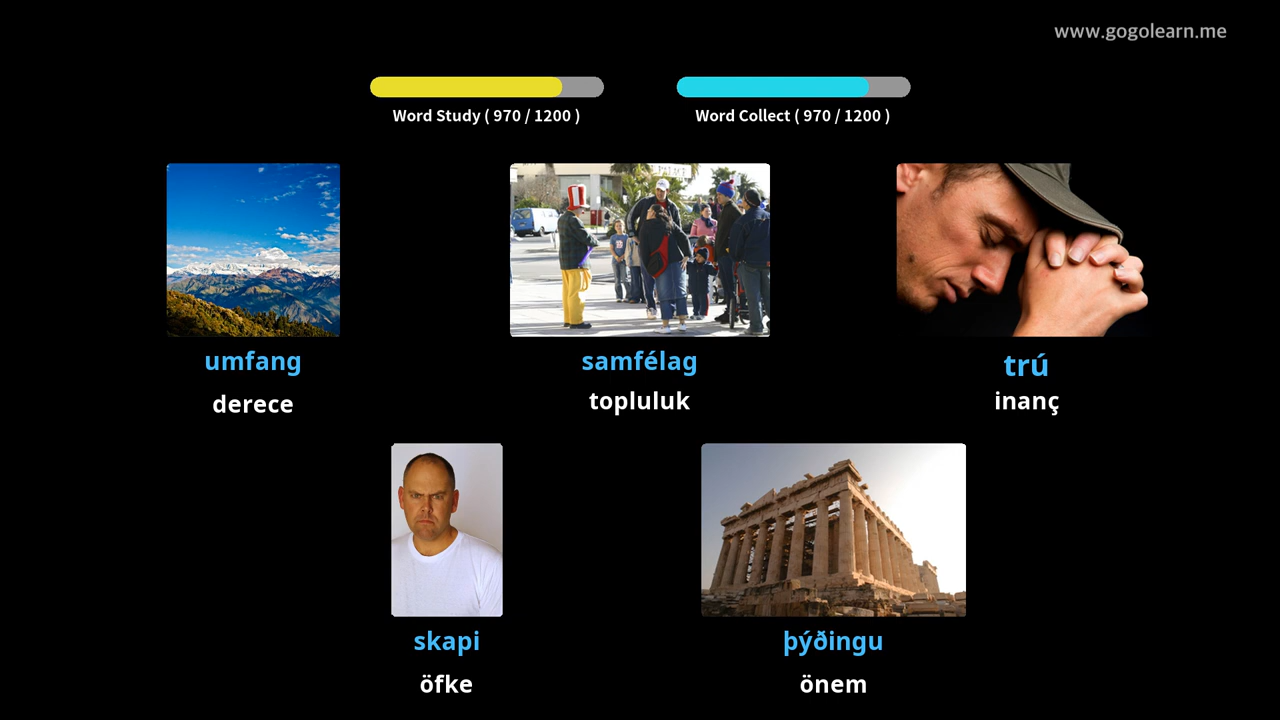 www.gogolearn.me
Word Study ( 970 / 1200 )
Word Collect ( 970 / 1200 )
umfang
derece
samfélag
topluluk
trú
inanç
skapi
öfke
þýðingu
önem